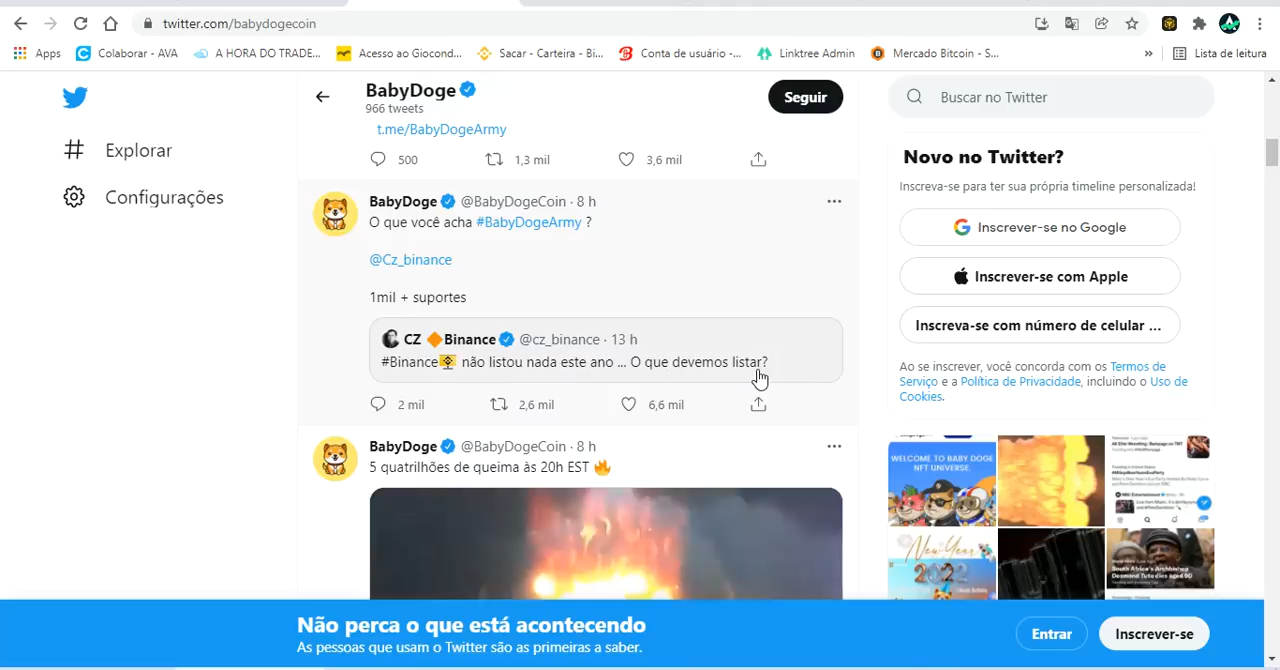 twitter.com/babydogecoin
Apps
Colaborar - AVA
A HORA DO TRADE...
Acesso ao Giocond...
Sacar - Carteira - Bi...
Conta de usuário -...
Linktree Admin
Mercado Bitcoin - S...
»
Lista de leitura
Explorar
Configurações
BabyDoge
966 tweets
Seguir
t.me/BabyDogeArmy
500
1,3 mil
3,6 mil
BabyDoge @BabyDogeCoin · 8 h
O que você acha #BabyDogeArmy ?
@Cz_binance
1mil + suportes
CZ 🔶Binance @cz_binance · 13 h
#Binance não listou nada este ano ... O que devemos listar?
2 mil
2,6 mil
6,6 mil
BabyDoge @BabyDogeCoin · 8 h
5 quatrilhões de queima às 20h EST 🔥
Buscar no Twitter
Novo no Twitter?
Inscreva-se para ter sua própria timeline personalizada!
Inscrever-se no Google
Inscrever-se com Apple
Inscreva-se com número de celular ...
Ao se inscrever, você concorda com os Termos de
Serviço e a Política de Privacidade, incluindo o Uso de
Cookies.
WELCOME TO BABY DOGE
NFT UNIVERSE.
New Year
2022
South Africa's Archbishop
Desmond Tutu dies aged 90
Não perca o que está acontecendo
As pessoas que usam o Twitter são as primeiras a saber.
Entrar
Inscrever-se